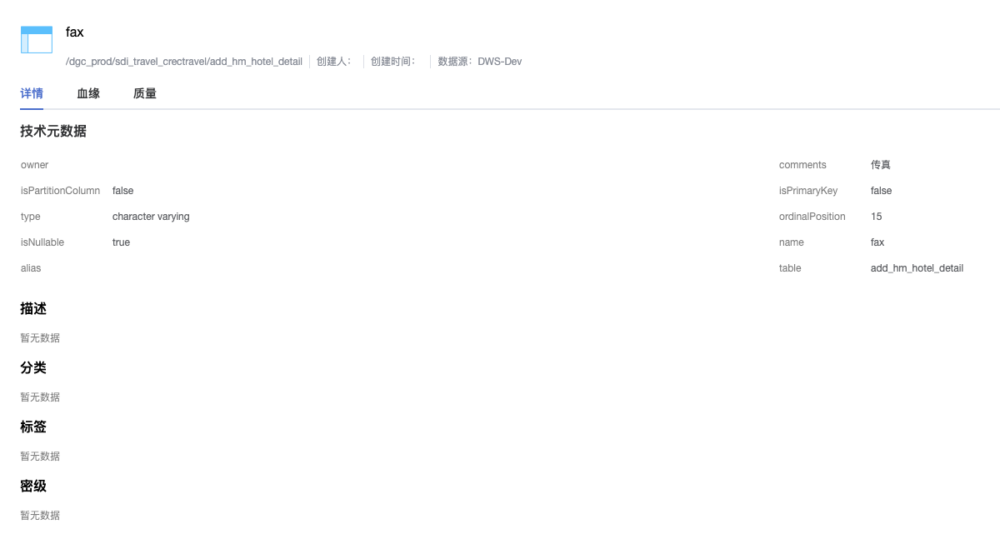 fax
/dgc_prod/sdi_travel_crectravel/add_hm_hotel_detail 创建人： 创建时间： 数据源：DWS-Dev
详情 血缘 质量
技术元数据
owner comments 传真
isPartitionColumn false isPrimaryKey false
type character varying ordinalPosition 15
isNullable true name fax
alias table add_hm_hotel_detail
描述
暂无数据
分类
暂无数据
标签
暂无数据
密级
暂无数据